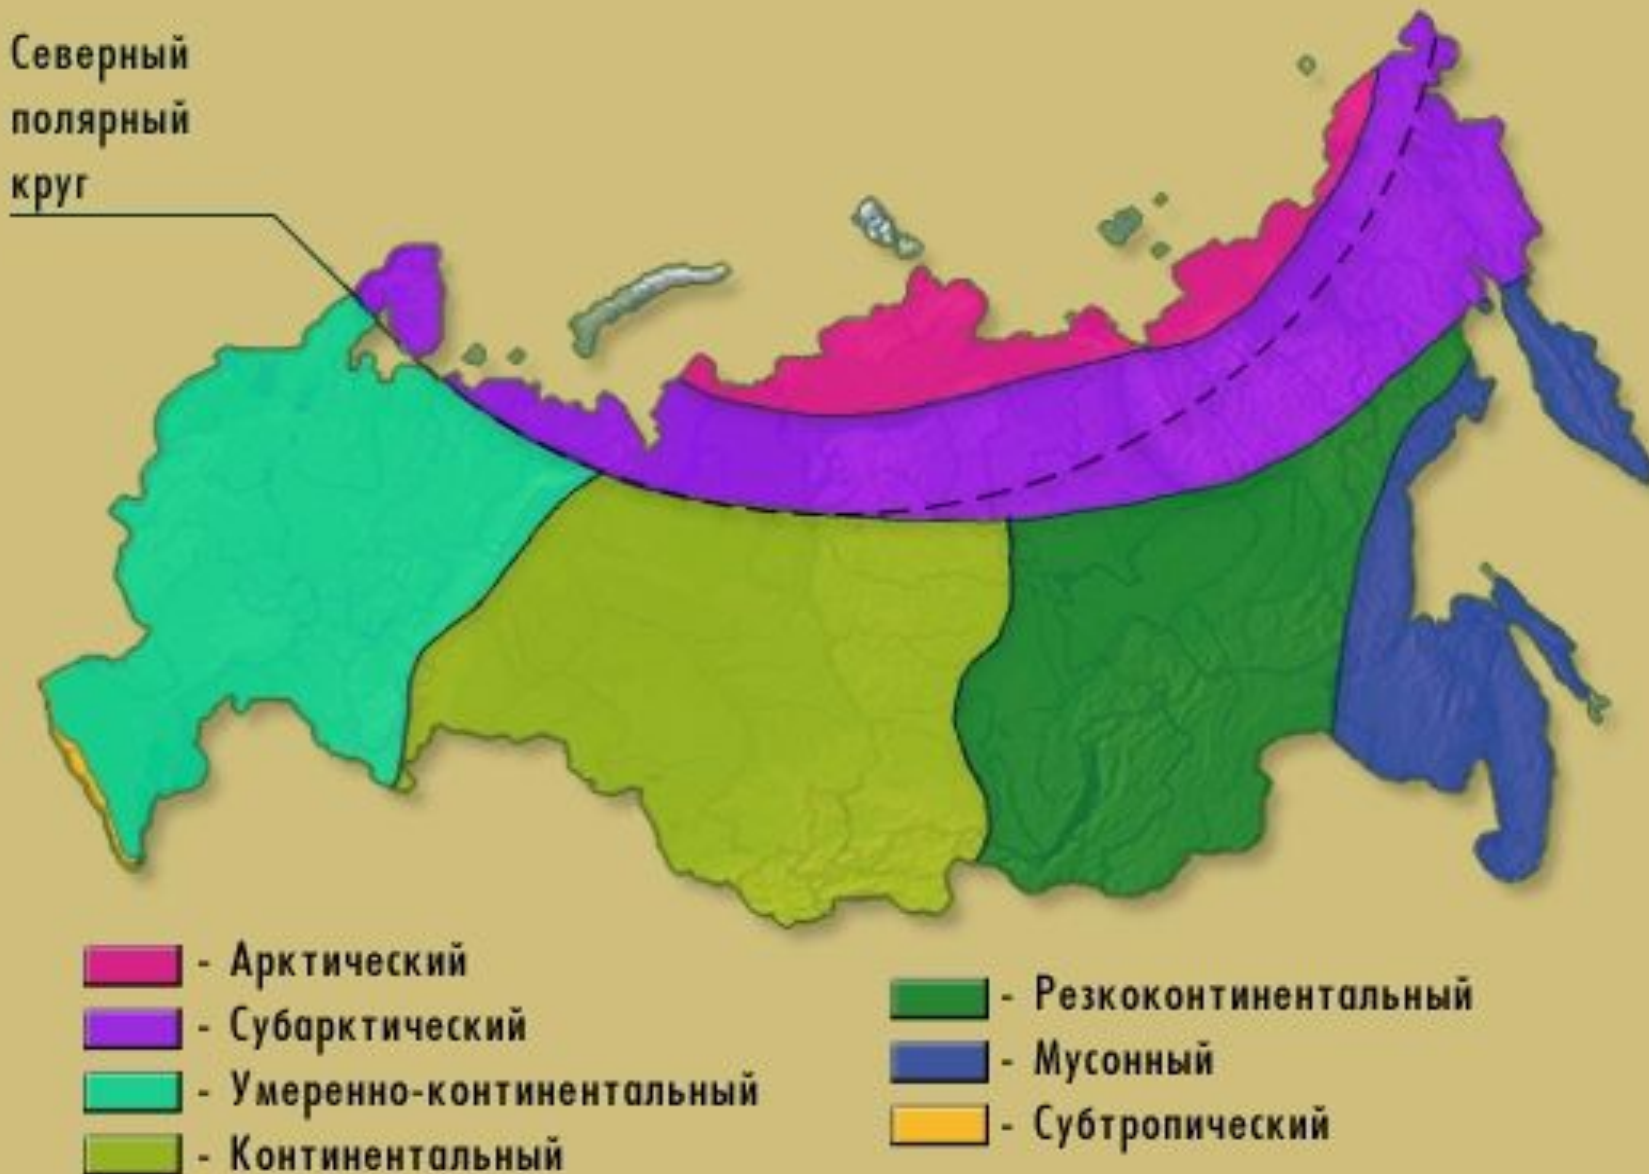 Северный
полярный
круг
- Арктический
- Субарктический
- Умеренно-континентальный
- Континентальный
- Резкоконтинентальный
- Мусонный
- Субтропический